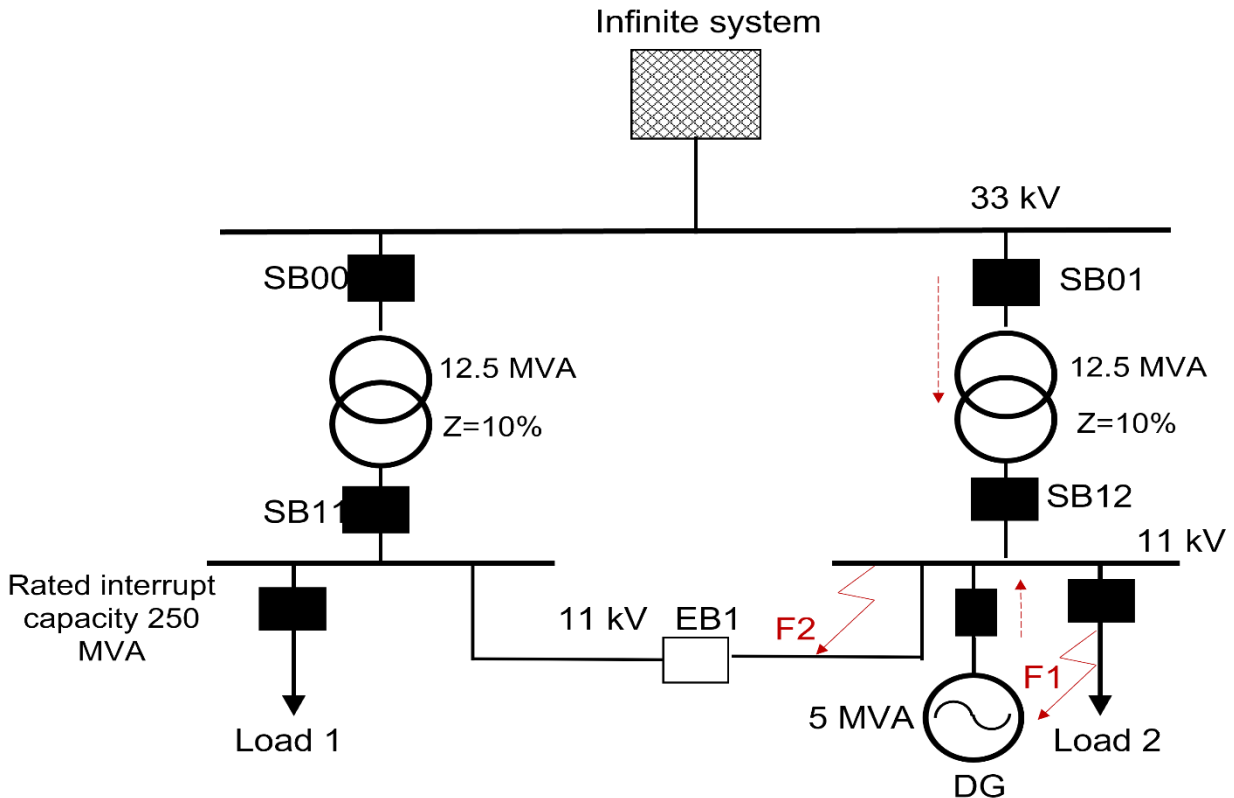 Infinite system
33 kV
SB00
SB01
12.5 MVA
Z=10%
12.5 MVA
Z=10%
SB11
SB12
11 kV
Rated interrupt
capacity 250
MVA
11 kV
EB1
F2
F1
5 MVA
Load 1
Load 2
DG